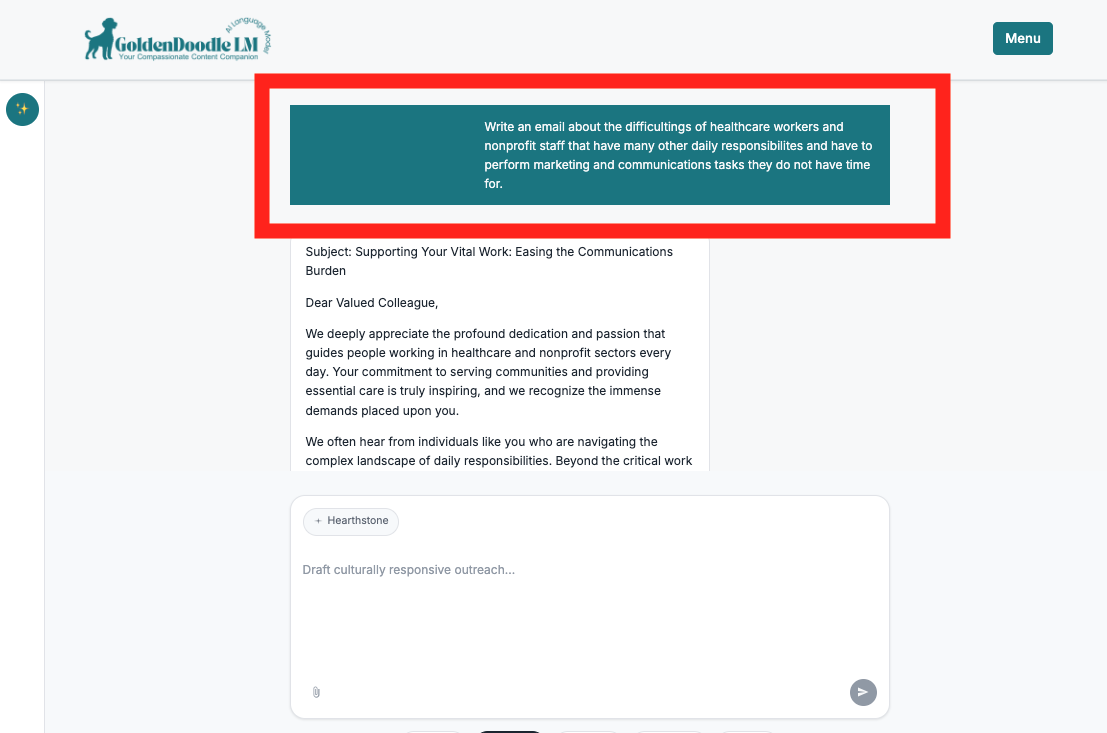 AI Language Model
GoldenDoodle LM
Your Compassionate Content Companion
Menu
Write an email about the difficultings of healthcare workers and
nonprofit staff that have many other daily responsibilites and have to
perform marketing and communications tasks they do not have time
for.
Subject: Supporting Your Vital Work: Easing the Communications
Burden
Dear Valued Colleague,
We deeply appreciate the profound dedication and passion that
guides people working in healthcare and nonprofit sectors every
day. Your commitment to serving communities and providing
essential care is truly inspiring, and we recognize the immense
demands placed upon you.
We often hear from individuals like you who are navigating the
complex landscape of daily responsibilities. Beyond the critical work
+ Hearthstone
Draft culturally responsive outreach...